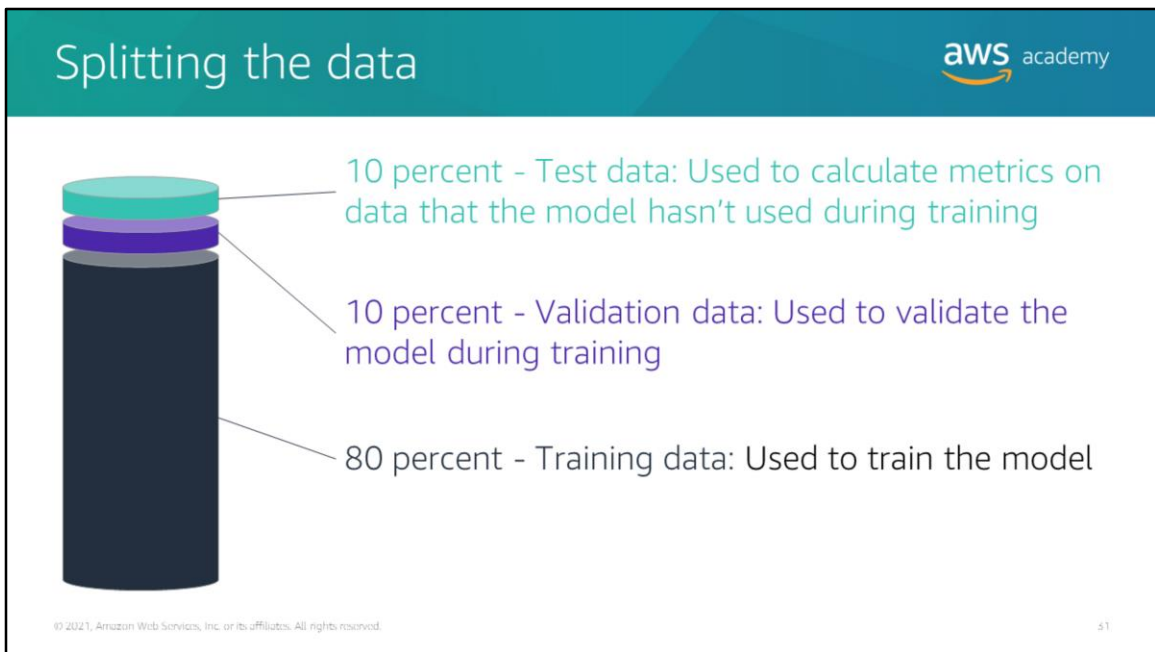 Splitting the data
aws academy
10 percent - Test data: Used to calculate metrics on
data that the model hasn't used during training
10 percent - Validation data: Used to validate the
model during training
80 percent - Training data: Used to train the model
© 2021, Amazon Web Services, Inc. or its affiliates. All rights reserved.
31